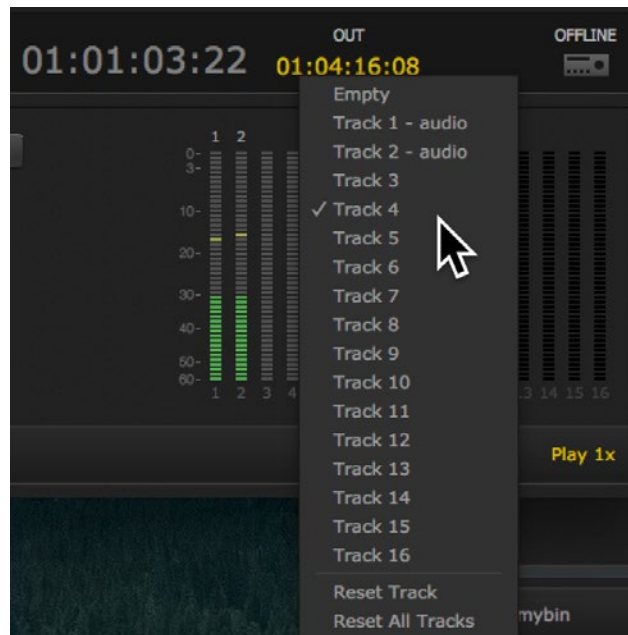 OUT
OFFLINE
01:01:03:22
01:04:16:08
Empty
Track 1 - audio
Track 2 - audio
Track 3
✓ Track 4
Track 5
Track 6
Track 7
Track 8
Track 9
Track 10
Track 11
Track 12
Track 13
Track 14
Track 15
Track 16
Reset Track
Reset All Tracks
1 2
0-
3-
10-
20-
30-
40-
50-
60-
1 2 3 4
3 14 15 16
Play 1x
mybin